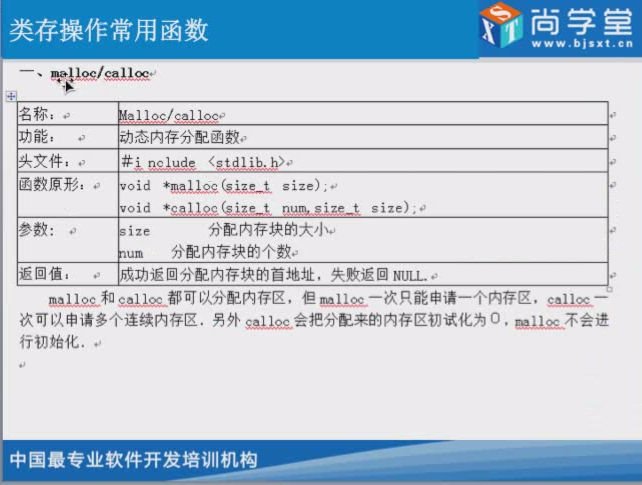 类存操作常用函数
尚学堂
www.bjsxt.cn
SXT
一、malloc/calloc
名称: Malloc/calloc
功能: 动态内存分配函数
头文件: #i nclude <stdlib.h>
函数原形: void *malloc(size_t size);
void *calloc(size_t num,size_t size);
参数: size 分配内存块的大小
num 分配内存块的个数
返回值: 成功返回分配内存块的首地址，失败返回 NULL.
malloc 和 calloc 都可以分配内存区，但 malloc 一次只能申请一个内存区，calloc 一
次可以申请多个连续内存区．另外 calloc 会把分配来的内存区初试化为０，malloc 不会进
行初始化．
中国最专业软件开发培训机构